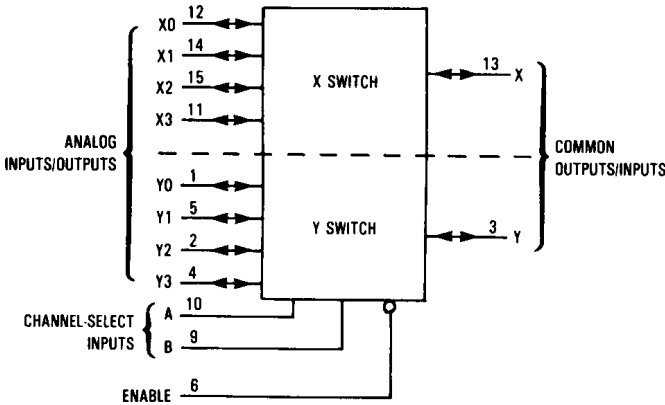 X0 12
X1 14
X2 15
X3 11
X SWITCH
13 X
ANALOG
INPUTS/OUTPUTS
COMMON
OUTPUTS/INPUTS
Y0 1
Y1 5
Y2 2
Y3 4
Y SWITCH
3 Y
CHANNEL-SELECT
INPUTS
A 10
B 9
ENABLE 6